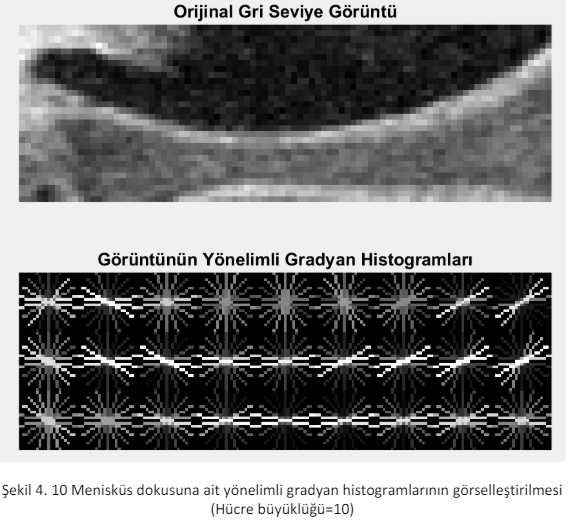 Orijinal Gri Seviye Görüntü
Görüntünün Yönelimli Gradyan Histogramları
Şekil 4. 10 Menisküs dokusuna ait yönelimli gradyan histogramlarının görselleştirilmesi
(Hücre büyüklüğü=10)